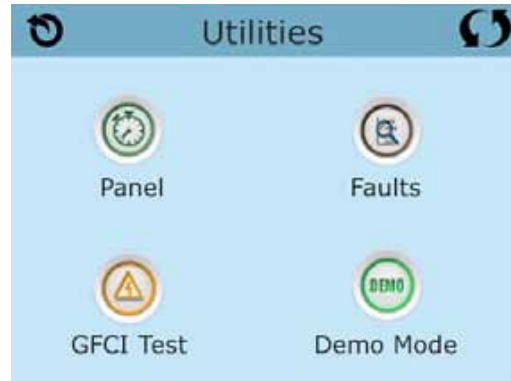 Utilities
Panel
Faults
DEMO
GFCI Test
Demo Mode